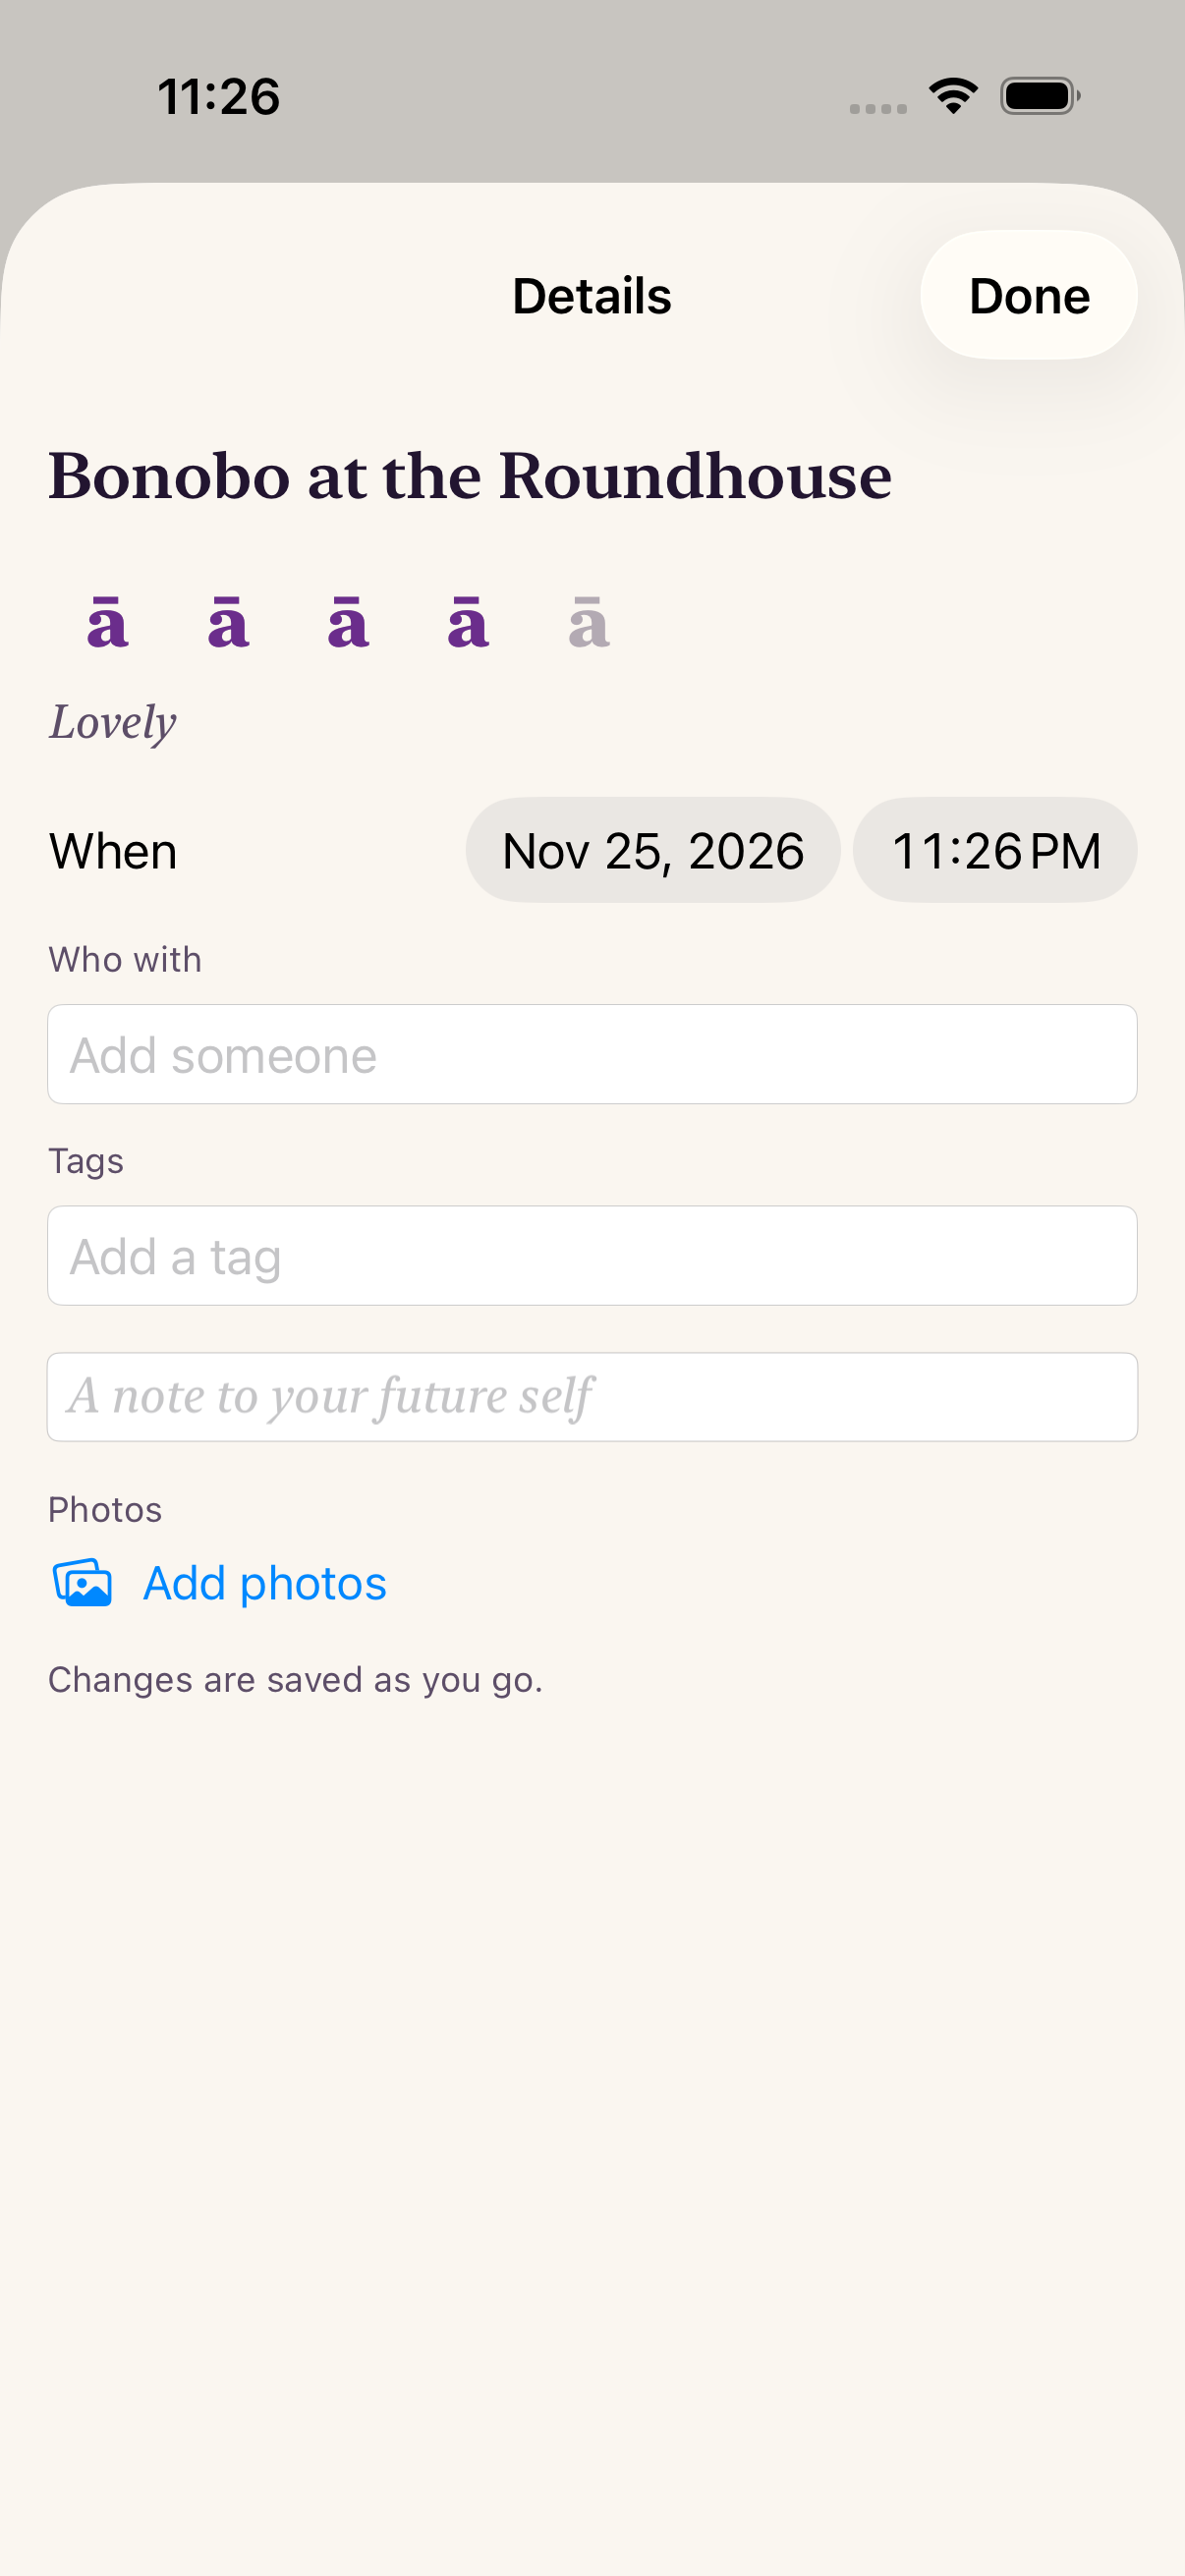 11:26
Details
Done
Bonobo at the Roundhouse
ā ā ā ā ā
Lovely
When
Nov 25, 2026
11:26 PM
Who with
Add someone
Tags
Add a tag
A note to your future self
Photos
Add photos
Changes are saved as you go.